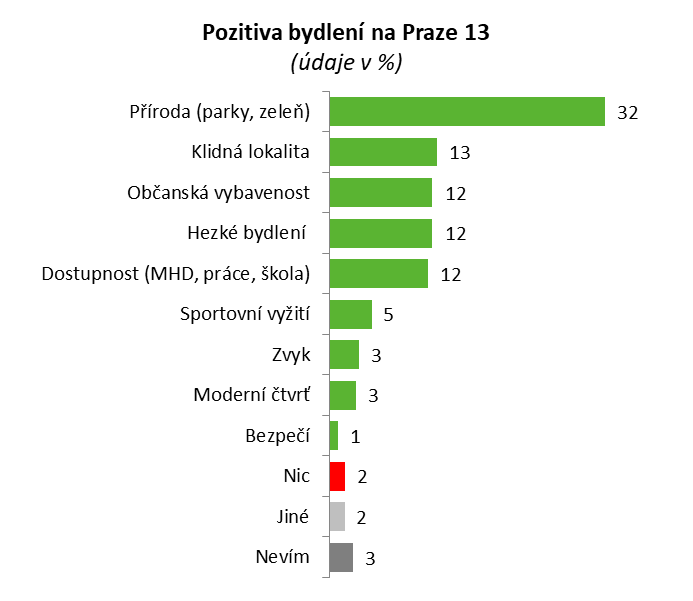 Pozitiva bydlení na Praze 13
(údaje v %)
Příroda (parky, zeleň) 32
Klidná lokalita 13
Občanská vybavenost 12
Hezké bydlení 12
Dostupnost (MHD, práce, škola) 12
Sportovní vyžití 5
Zvyk 3
Moderní čtvrť 3
Bezpečí 1
Nic 2
Jiné 2
Nevím 3